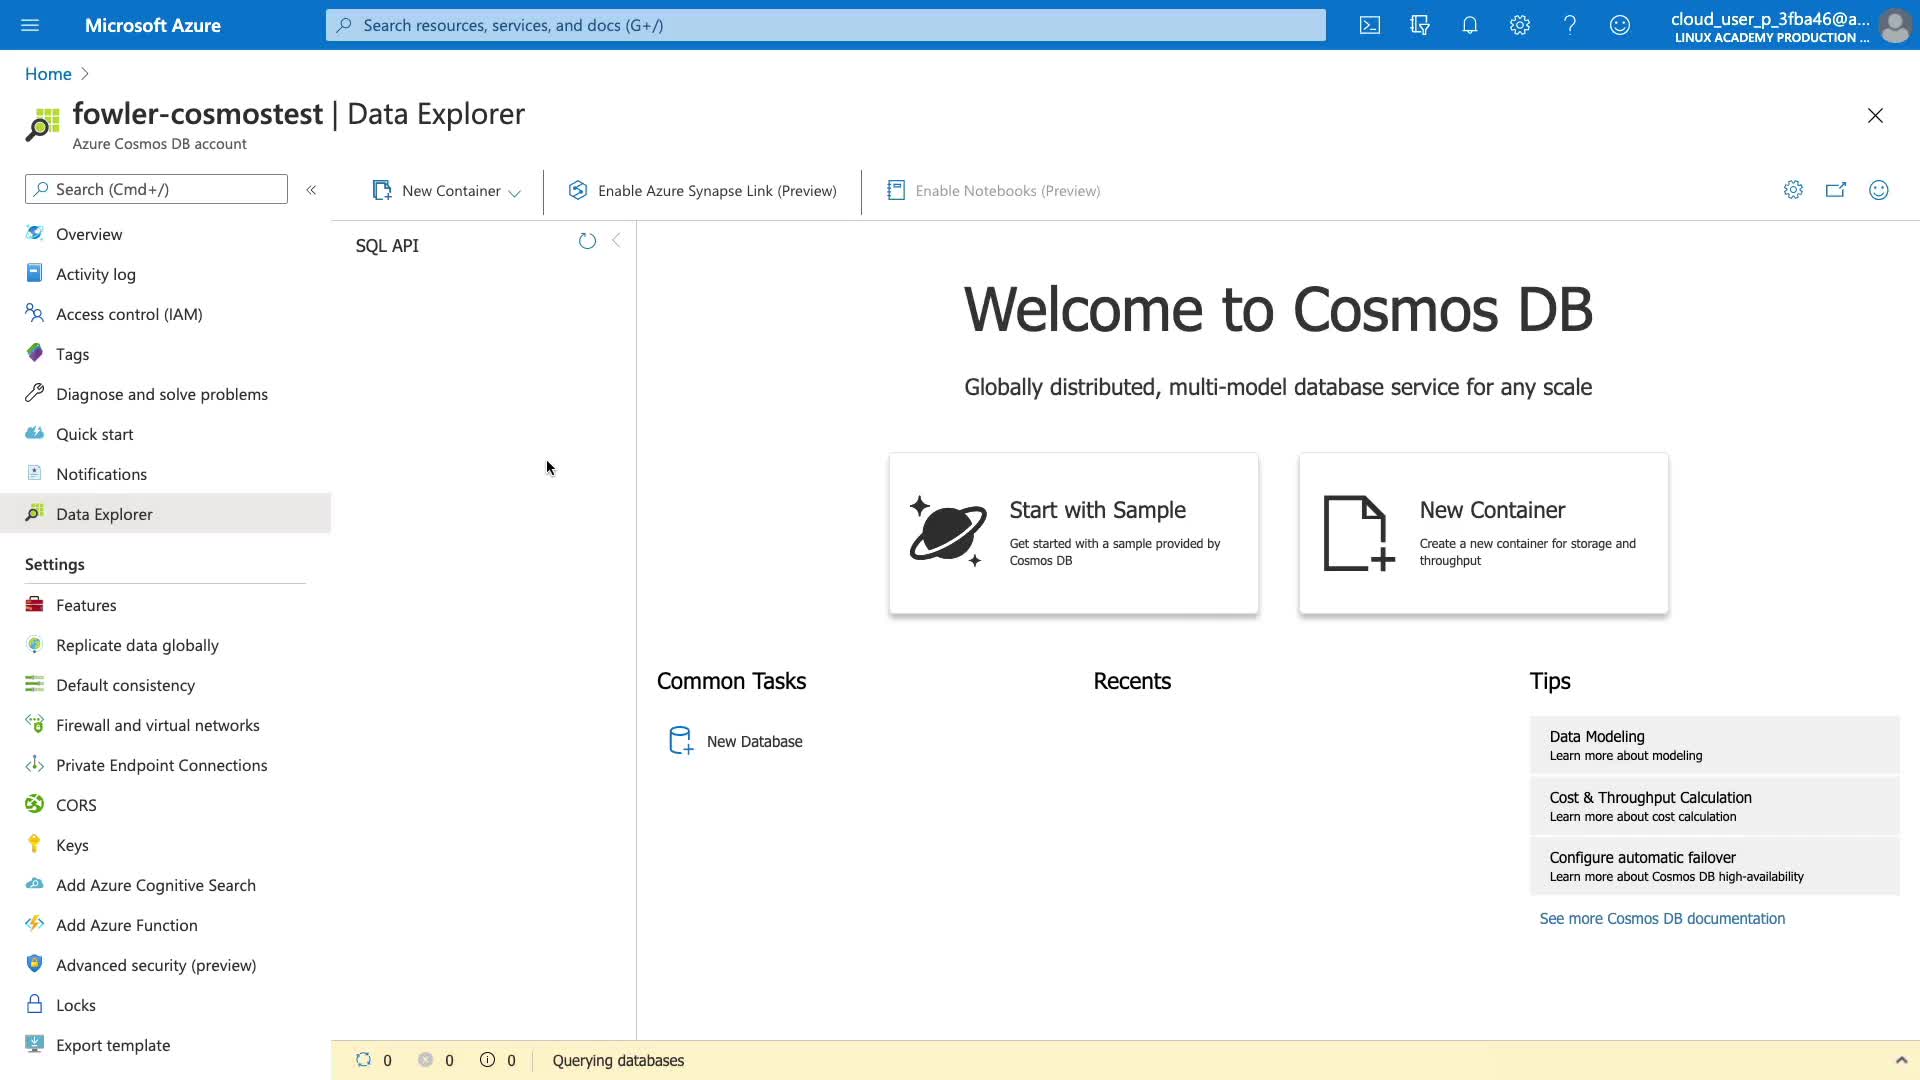 Microsoft Azure
Search resources, services, and docs (G+/)
cloud_user_p_3fba46@a...
LINUX ACADEMY PRODUCTION ...
Home
fowler-cosmostest | Data Explorer
Azure Cosmos DB account
Search (Cmd+/)
New Container
Enable Azure Synapse Link (Preview)
Enable Notebooks (Preview)
Overview
Activity log
Access control (IAM)
Tags
Diagnose and solve problems
Quick start
Notifications
Data Explorer
Settings
Features
Replicate data globally
Default consistency
Firewall and virtual networks
Private Endpoint Connections
CORS
Keys
Add Azure Cognitive Search
Add Azure Function
Advanced security (preview)
Locks
Export template
SQL API
Welcome to Cosmos DB
Globally distributed, multi-model database service for any scale
Start with Sample
Get started with a sample provided by
Cosmos DB
New Container
Create a new container for storage and
throughput
Common Tasks
New Database
Recents
Tips
Data Modeling
Learn more about modeling
Cost & Throughput Calculation
Learn more about cost calculation
Configure automatic failover
Learn more about Cosmos DB high-availability
See more Cosmos DB documentation
0 0 0 Querying databases